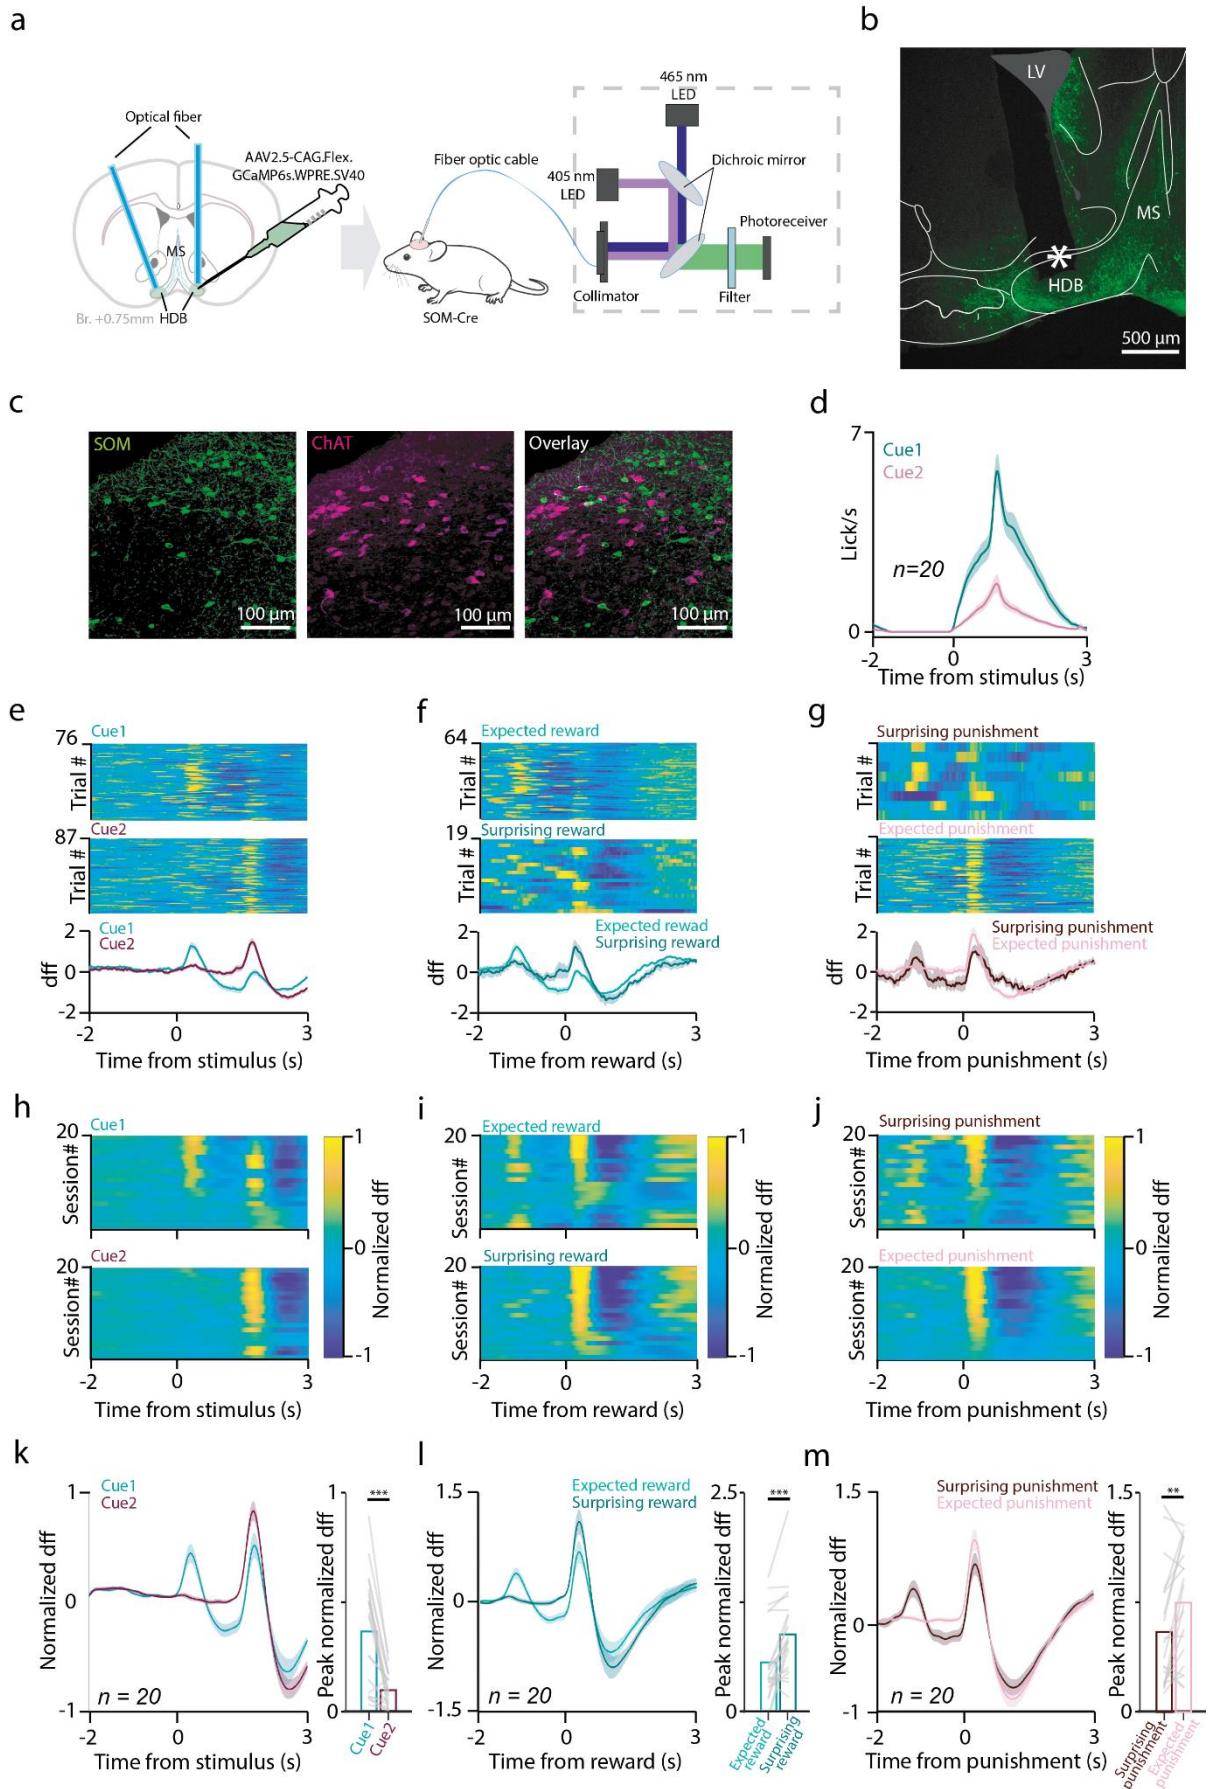 a
Optical fiber
AAV2.5-CAG.Flex.
GCaMP6s.WPRE.SV40
MS
Br. +0.75mm
HDB
Fiber optic cable
SOM-Cre
465 nm
LED
405 nm
LED
Dichroic mirror
Photoreceiver
Collimator
Filter
b
LV
MS
*
HDB
500 µm
c
SOM
100 µm
ChAT
100 µm
Overlay
100 µm
d
7
Cue1
Cue2
Lick/s
n=20
0
-2
0
3
Time from stimulus (s)
e
76
Cue1
Trial #
87
Cue2
Trial #
2
Cue1
Cue2
dff
0
-2
-2
0
3
Time from stimulus (s)
f
64
Expected reward
Trial #
19
Surprising reward
Trial #
2
Expected rewad
Surprising reward
dff
0
-2
-2
0
3
Time from reward (s)
g
Surprising punishment
Trial #
Expected punishment
Trial #
2
Surprising punishment
Expected punishment
dff
0
-2
-2
0
3
Time from punishment (s)
h
20
Cue1
Session#
20
Cue2
Session#
1
0
-1
Normalized dff
-2
0
3
Time from stimulus (s)
i
20
Expected reward
Session#
20
Surprising reward
Session#
1
0
-1
Normalized dff
-2
0
3
Time from reward (s)
j
20
Surprising punishment
Session#
20
Expected punishment
Session#
1
0
-1
Normalized dff
-2
0
3
Time from punishment (s)
k
1
Cue1
Cue2
Normalized dff
0
-1
n = 20
-2
0
3
Time from stimulus (s)
1
***
Peak normalized dff
0
Cue1
Cue2
l
1.5
Expected reward
Surprising reward
Normalized dff
0
-1.5
n = 20
-2
0
3
Time from reward (s)
2.5
***
Peak normalized dff
0
Expected
reward
Surprising
reward
m
1.5
Surprising punishment
Expected punishment
Normalized dff
0
-1
n = 20
-2
0
3
Time from punishment (s)
1.5
**
Peak normalized dff
0
Surprising
punishment
Expected
punishment